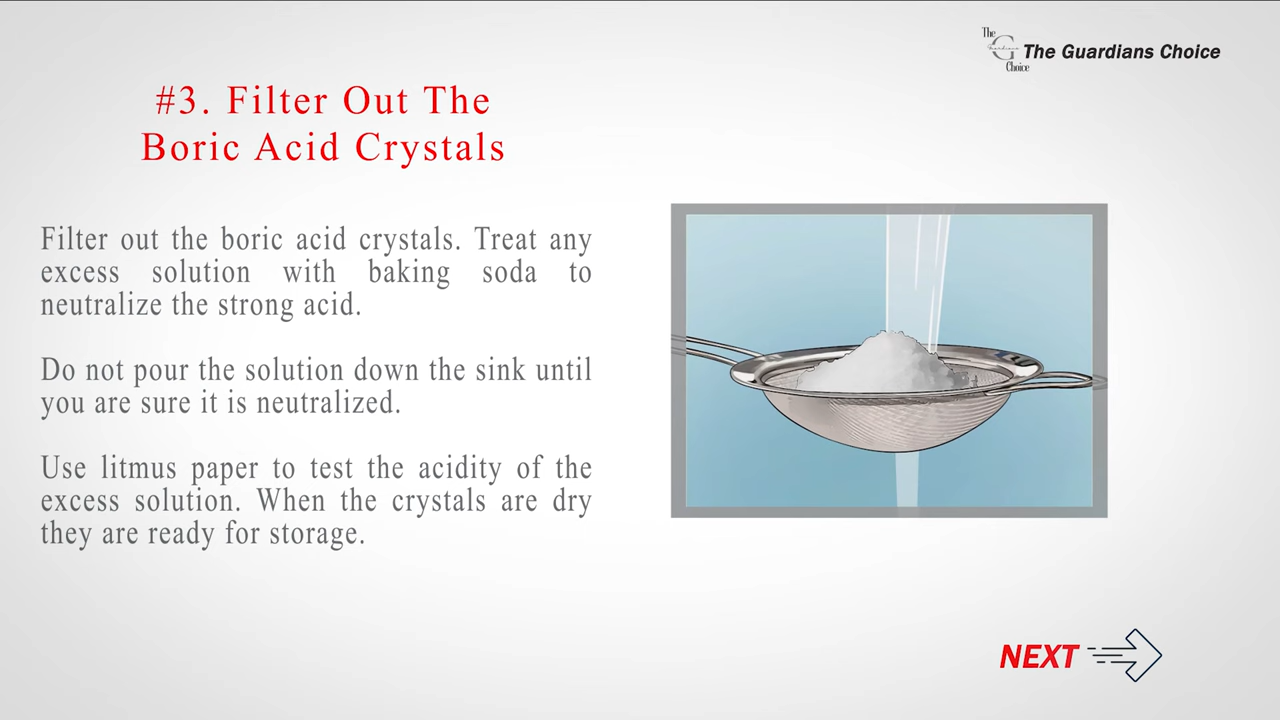 The
G
Guardians
Choice
The Guardians Choice
#3. Filter Out The
Boric Acid Crystals
Filter out the boric acid crystals. Treat any
excess solution with baking soda to
neutralize the strong acid.
Do not pour the solution down the sink until
you are sure it is neutralized.
Use litmus paper to test the acidity of the
excess solution. When the crystals are dry
they are ready for storage.
NEXT